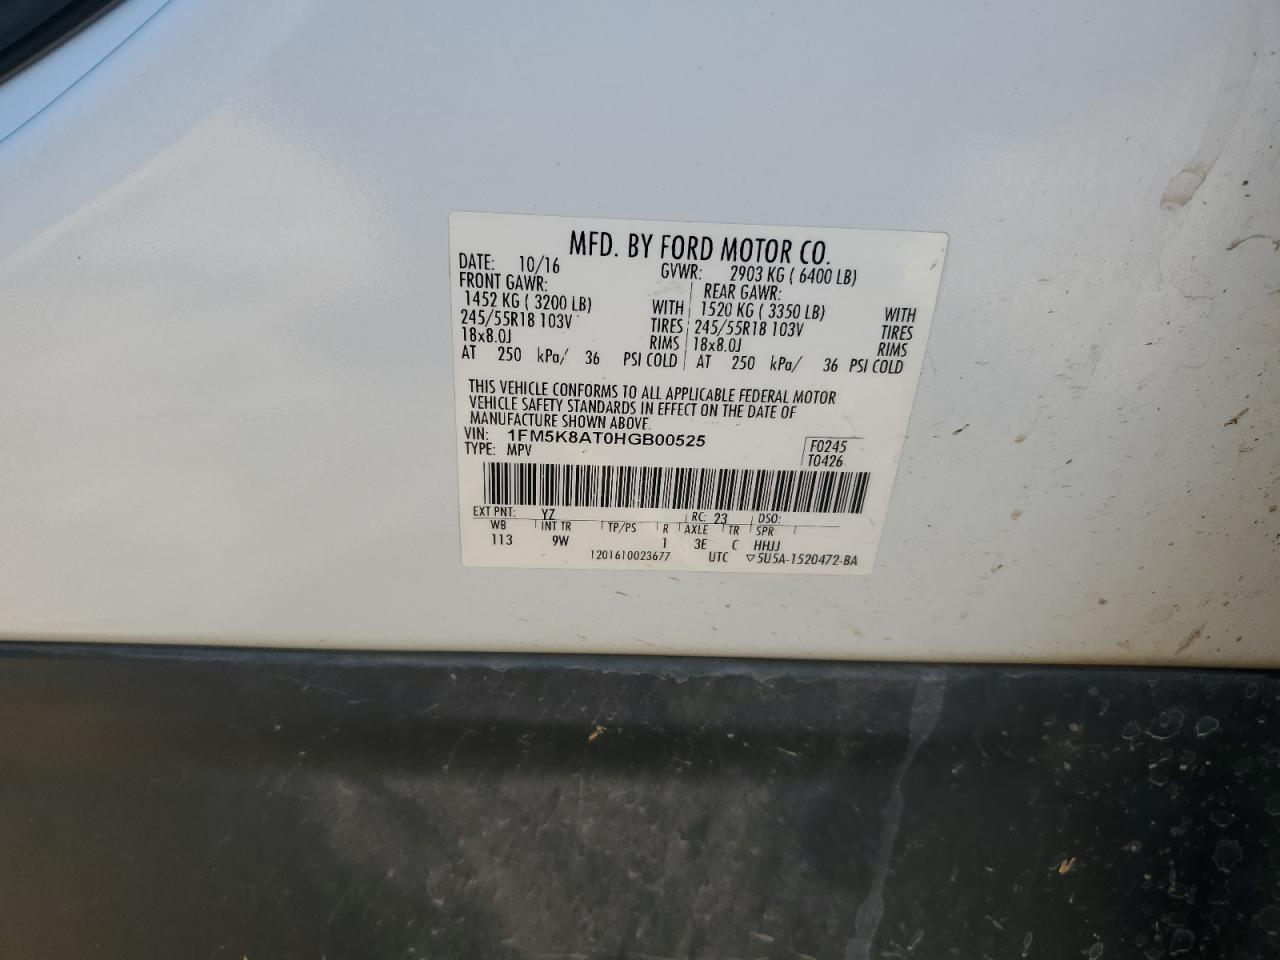 MFD. BY FORD MOTOR CO.
DATE: 10/16 GVWR: 2903 KG ( 6400 LB)
FRONT GAWR: REAR GAWR:
1452 KG ( 3200 LB) WITH 1520 KG ( 3350 LB) WITH
245/55R18 103V TIRES 245/55R18 103V TIRES
18x8.0J RIMS 18x8.0J RIMS
AT 250 kPa/ 36 PSI COLD AT 250 kPa/ 36 PSI COLD
THIS VEHICLE CONFORMS TO ALL APPLICABLE FEDERAL MOTOR
VEHICLE SAFETY STANDARDS IN EFFECT ON THE DATE OF
MANUFACTURE SHOWN ABOVE.
VIN: 1FM5K8AT0HGB00525 F0245
TYPE: MPV T0426
EXT PNT: YZ RC: 23 DSO:
WB INT TR TP/PS R AXLE TR SPR
113 9W 1 3E C HHJJ
1201610023677 UTC ▽5U5A-1520472-BA